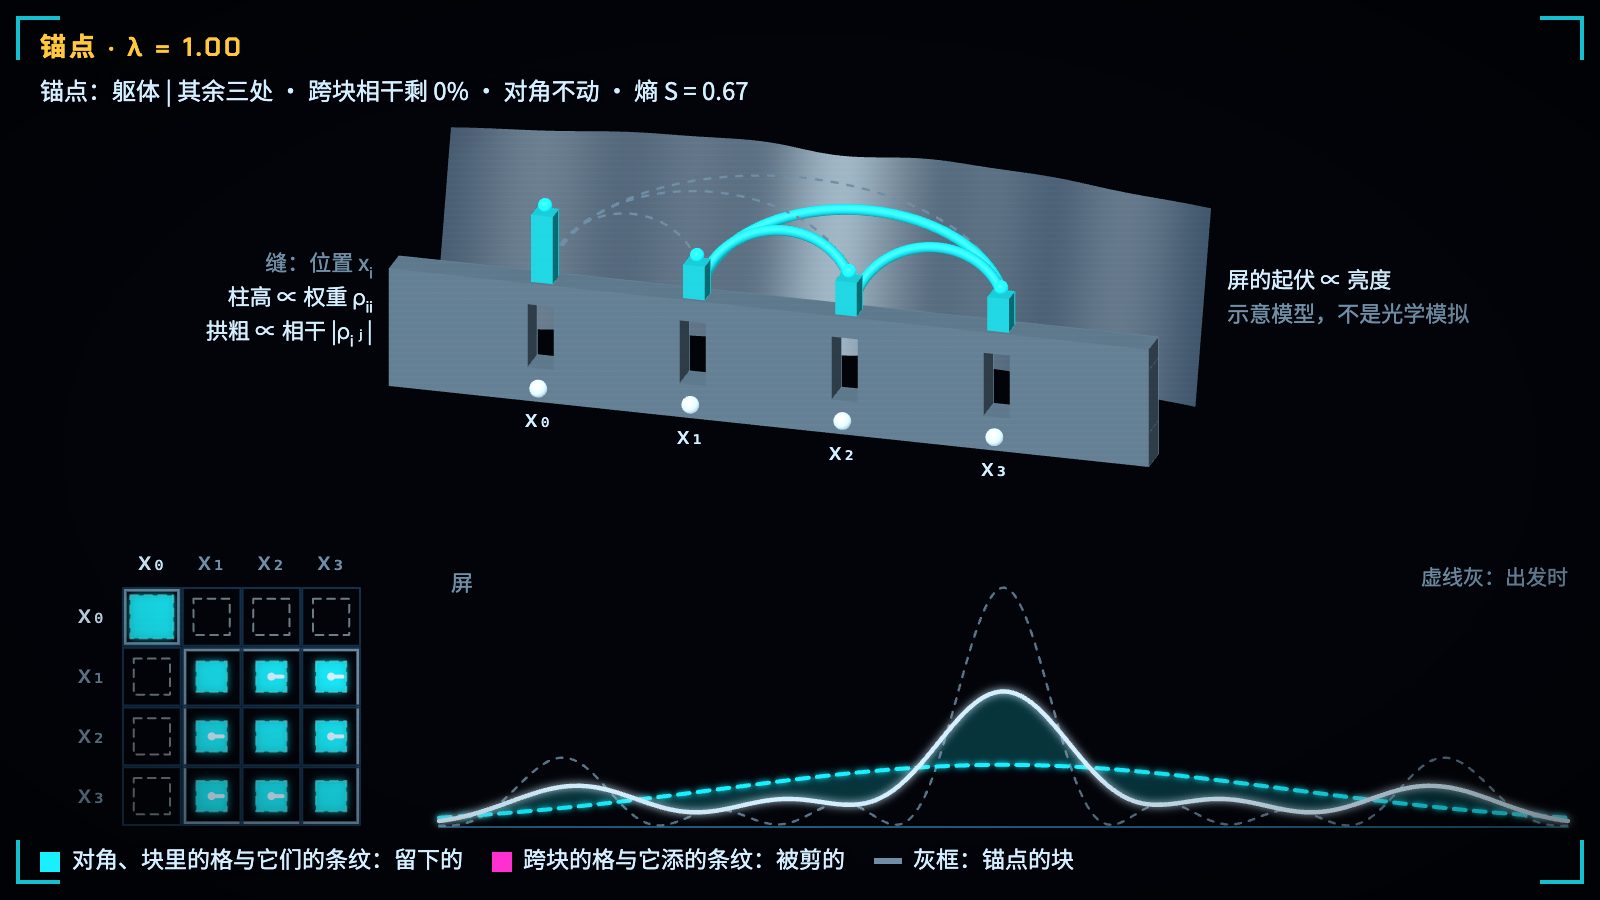 锚点 · λ = 1.00
锚点：躯体 | 其余三处 · 跨块相干剩 0% · 对角不动 · 熵 S = 0.67
缝：位置 xi
柱高 ∝ 权重 ρii
拱粗 ∝ 相干 |ρi j|
屏的起伏 ∝ 亮度
示意模型，不是光学模拟
x0
x1
x2
x3
x0 x1 x2 x3
x0
x1
x2
x3
屏
虚线灰：出发时
对角、块里的格与它们的条纹：留下的 跨块的格与它添的条纹：被剪的 灰框：锚点的块